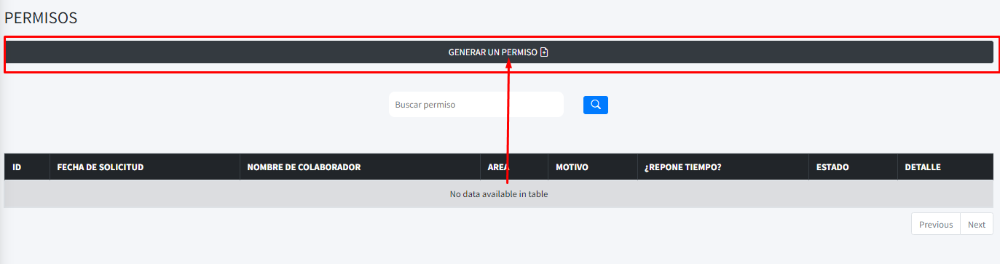 PERMISOS
GENERAR UN PERMISO
Buscar permiso
ID FECHA DE SOLICITUD NOMBRE DE COLABORADOR AREA MOTIVO ¿REPONE TIEMPO? ESTADO DETALLE
No data available in table
Previous Next